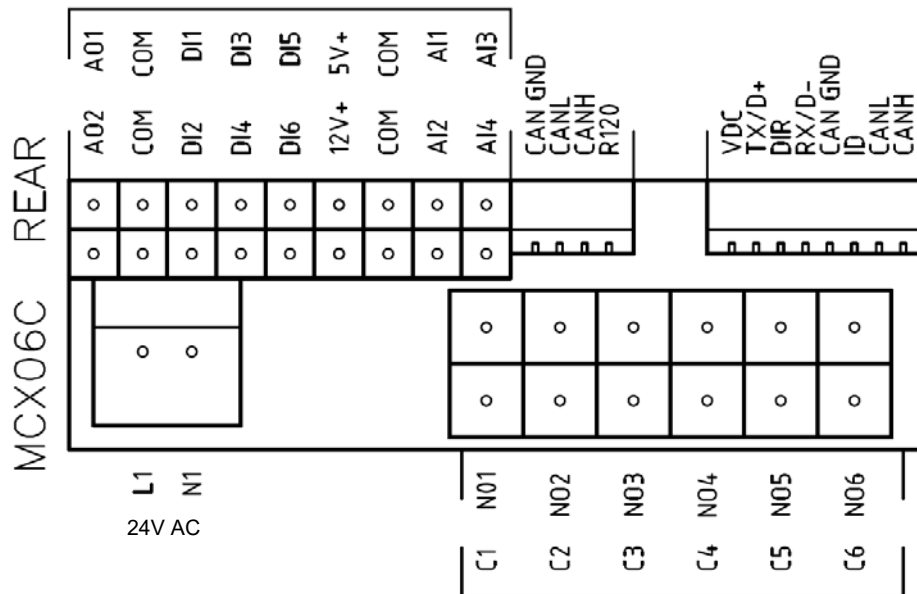 AO1 COM DI1 DI3 DI5 5V+ COM AI1 AI3
AO2 COM DI2 DI4 DI6 12V+ COM AI2 AI4
CAN GND
CANL
CANH
R120
VDC
TX/D+
DIR
RX/D-
CAN GND
ID
CANL
CANH
MCX06C REAR
L1 N1
24V AC
NO1 NO2 NO3 NO4 NO5 NO6
C1 C2 C3 C4 C5 C6